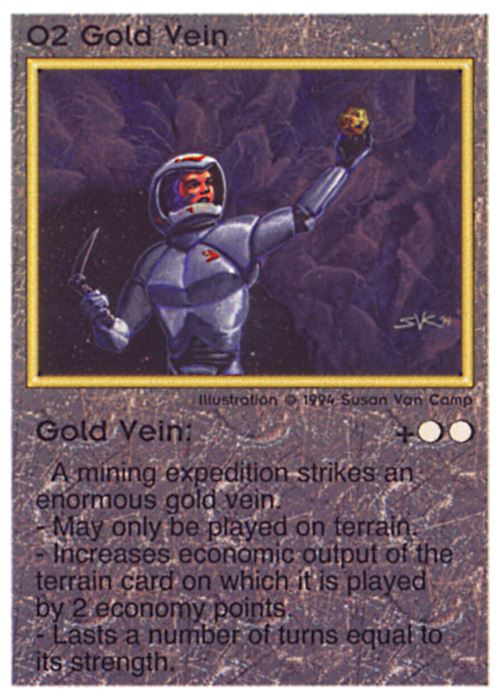 O2 Gold Vein
SVK 94
Illustration © 1994 Susan Van Camp
Gold Vein: +
A mining expedition strikes an
enormous gold vein.
- May only be played on terrain.
- Increases economic output of the
terrain card on which it is played
by 2 economy points.
- Lasts a number of turns equal to
its strength.